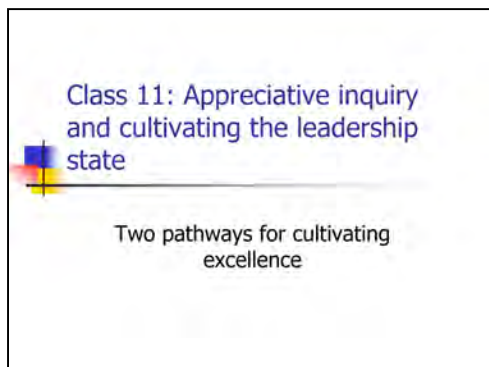 Class 11: Appreciative inquiry
and cultivating the leadership
state
Two pathways for cultivating
excellence